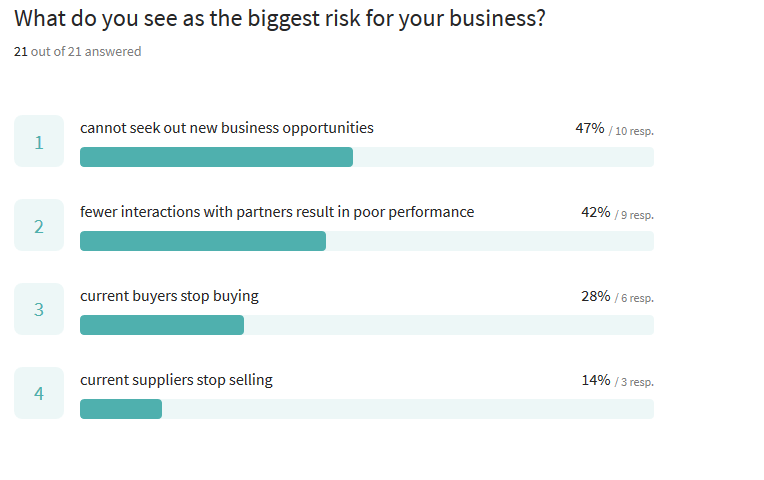 What do you see as the biggest risk for your business?
21 out of 21 answered
1 cannot seek out new business opportunities 47% / 10 resp.
2 fewer interactions with partners result in poor performance 42% / 9 resp.
3 current buyers stop buying 28% / 6 resp.
4 current suppliers stop selling 14% / 3 resp.